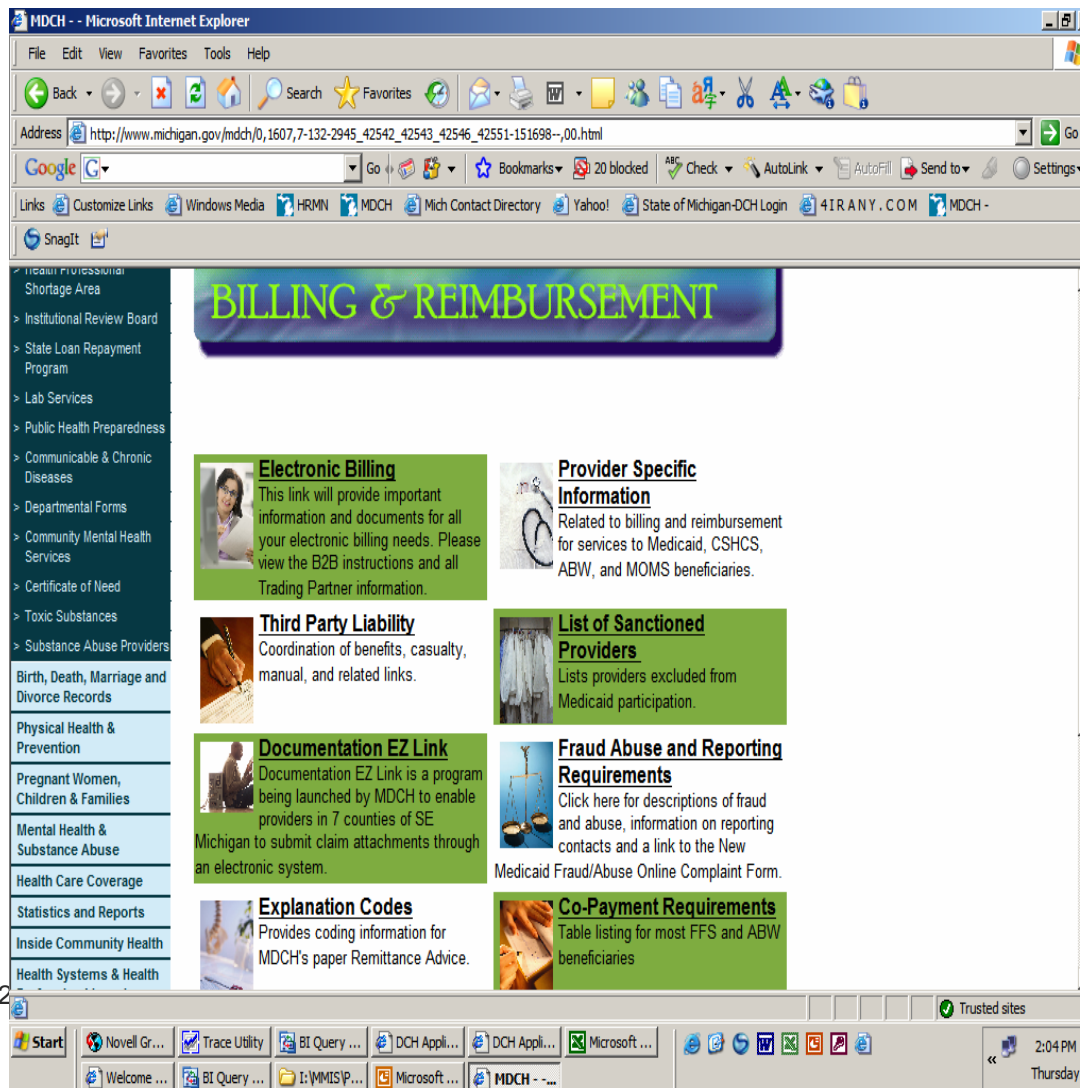 MDCH - - Microsoft Internet Explorer
File Edit View Favorites Tools Help
Back Search Favorites
Address http://www.michigan.gov/mdch/0,1607,7-132-2945_42542_42543_42546_42551-151698--,00.html Go
Google G Go Bookmarks 20 blocked ABC Check AutoLink AutoFill Send to Settings
Links Customize Links Windows Media HRMN MDCH Mich Contact Directory Yahoo! State of Michigan-DCH Login 4IRANY.COM MDCH -
SnagIt
> Health Professional
Shortage Area
> Institutional Review Board
> State Loan Repayment
Program
> Lab Services
> Public Health Preparedness
> Communicable & Chronic
Diseases
> Departmental Forms
> Community Mental Health
Services
> Certificate of Need
> Toxic Substances
> Substance Abuse Providers
Birth, Death, Marriage and
Divorce Records
Physical Health &
Prevention
Pregnant Women,
Children & Families
Mental Health &
Substance Abuse
Health Care Coverage
Statistics and Reports
Inside Community Health
Health Systems & Health
BILLING & REIMBURSEMENT
Electronic Billing
This link will provide important
information and documents for all
your electronic billing needs. Please
view the B2B instructions and all
Trading Partner information.
Provider Specific
Information
Related to billing and reimbursement
for services to Medicaid, CSHCS,
ABW, and MOMS beneficiaries.
Third Party Liability
Coordination of benefits, casualty,
manual, and related links.
List of Sanctioned
Providers
Lists providers excluded from
Medicaid participation.
Documentation EZ Link
Documentation EZ Link is a program
being launched by MDCH to enable
providers in 7 counties of SE
Michigan to submit claim attachments through
an electronic system.
Fraud Abuse and Reporting
Requirements
Click here for descriptions of fraud
and abuse, information on reporting
contacts and a link to the New
Medicaid Fraud/Abuse Online Complaint Form.
Explanation Codes
Provides coding information for
MDCH's paper Remittance Advice.
Co-Payment Requirements
Table listing for most FFS and ABW
beneficiaries
2
Trusted sites
Start Novell Gr... Trace Utility BI Query ... DCH Appli... DCH Appli... Microsoft ... 2:04 PM
Welcome ... BI Query ... I:\MMIS\P... Microsoft ... MDCH - -... Thursday